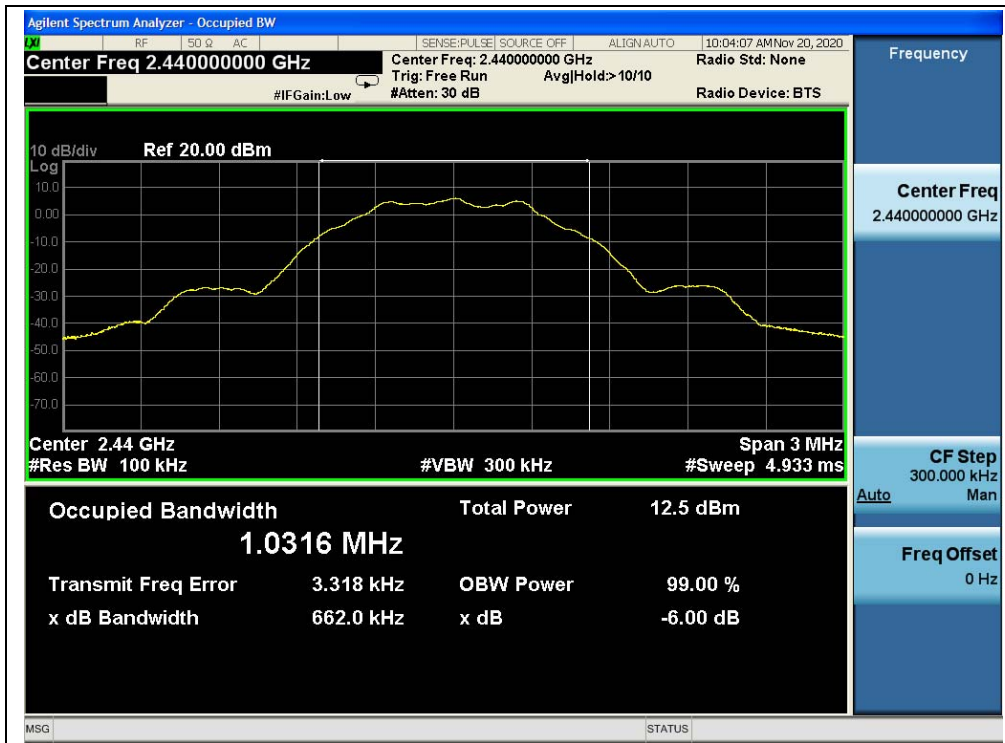 Agilent Spectrum Analyzer - Occupied BW
LXI RF 50 Ω AC SENSE:PULSE SOURCE OFF ALIGN AUTO 10:04:07 AM Nov 20, 2020
Center Freq 2.440000000 GHz
Center Freq: 2.440000000 GHz
Radio Std: None
Trig: Free Run Avg|Hold:>10/10
#IFGain:Low #Atten: 30 dB
Radio Device: BTS
Frequency
10 dB/div Ref 20.00 dBm
Log
10.0
0.00
-10.0
-20.0
-30.0
-40.0
-50.0
-60.0
-70.0
Center 2.44 GHz Span 3 MHz
#Res BW 100 kHz #VBW 300 kHz #Sweep 4.933 ms
Center Freq
2.440000000 GHz
CF Step
300.000 kHz
Auto Man
Freq Offset
0 Hz
Occupied Bandwidth Total Power 12.5 dBm
1.0316 MHz
Transmit Freq Error 3.318 kHz OBW Power 99.00 %
x dB Bandwidth 662.0 kHz x dB -6.00 dB
MSG STATUS